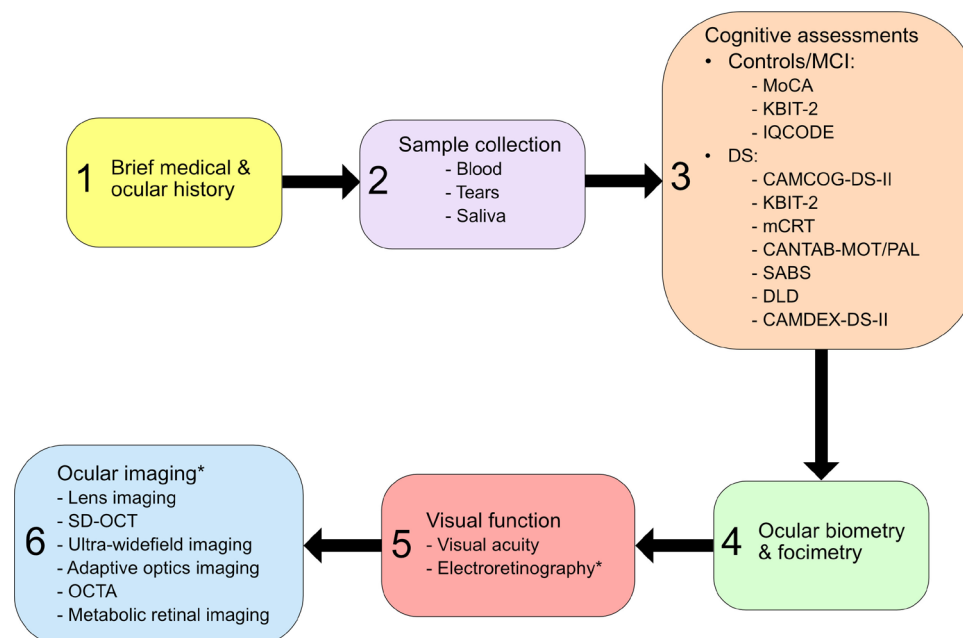 1
Brief medical &
ocular history
2
Sample collection
- Blood
- Tears
- Saliva
3
Cognitive assessments
• Controls/MCI:
- MoCA
- KBIT-2
- IQCODE
• DS:
- CAMCOG-DS-II
- KBIT-2
- mCRT
- CANTAB-MOT/PAL
- SABS
- DLD
- CAMDEX-DS-II
4
Ocular biometry
& focimetry
5
Visual function
- Visual acuity
- Electroretinography*
6
Ocular imaging*
- Lens imaging
- SD-OCT
- Ultra-widefield imaging
- Adaptive optics imaging
- OCTA
- Metabolic retinal imaging